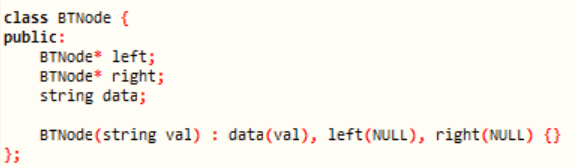 class BTNode {
public:
    BTNode* left;
    BTNode* right;
    string data;

    BTNode(string val) : data(val), left(NULL), right(NULL) {}
};